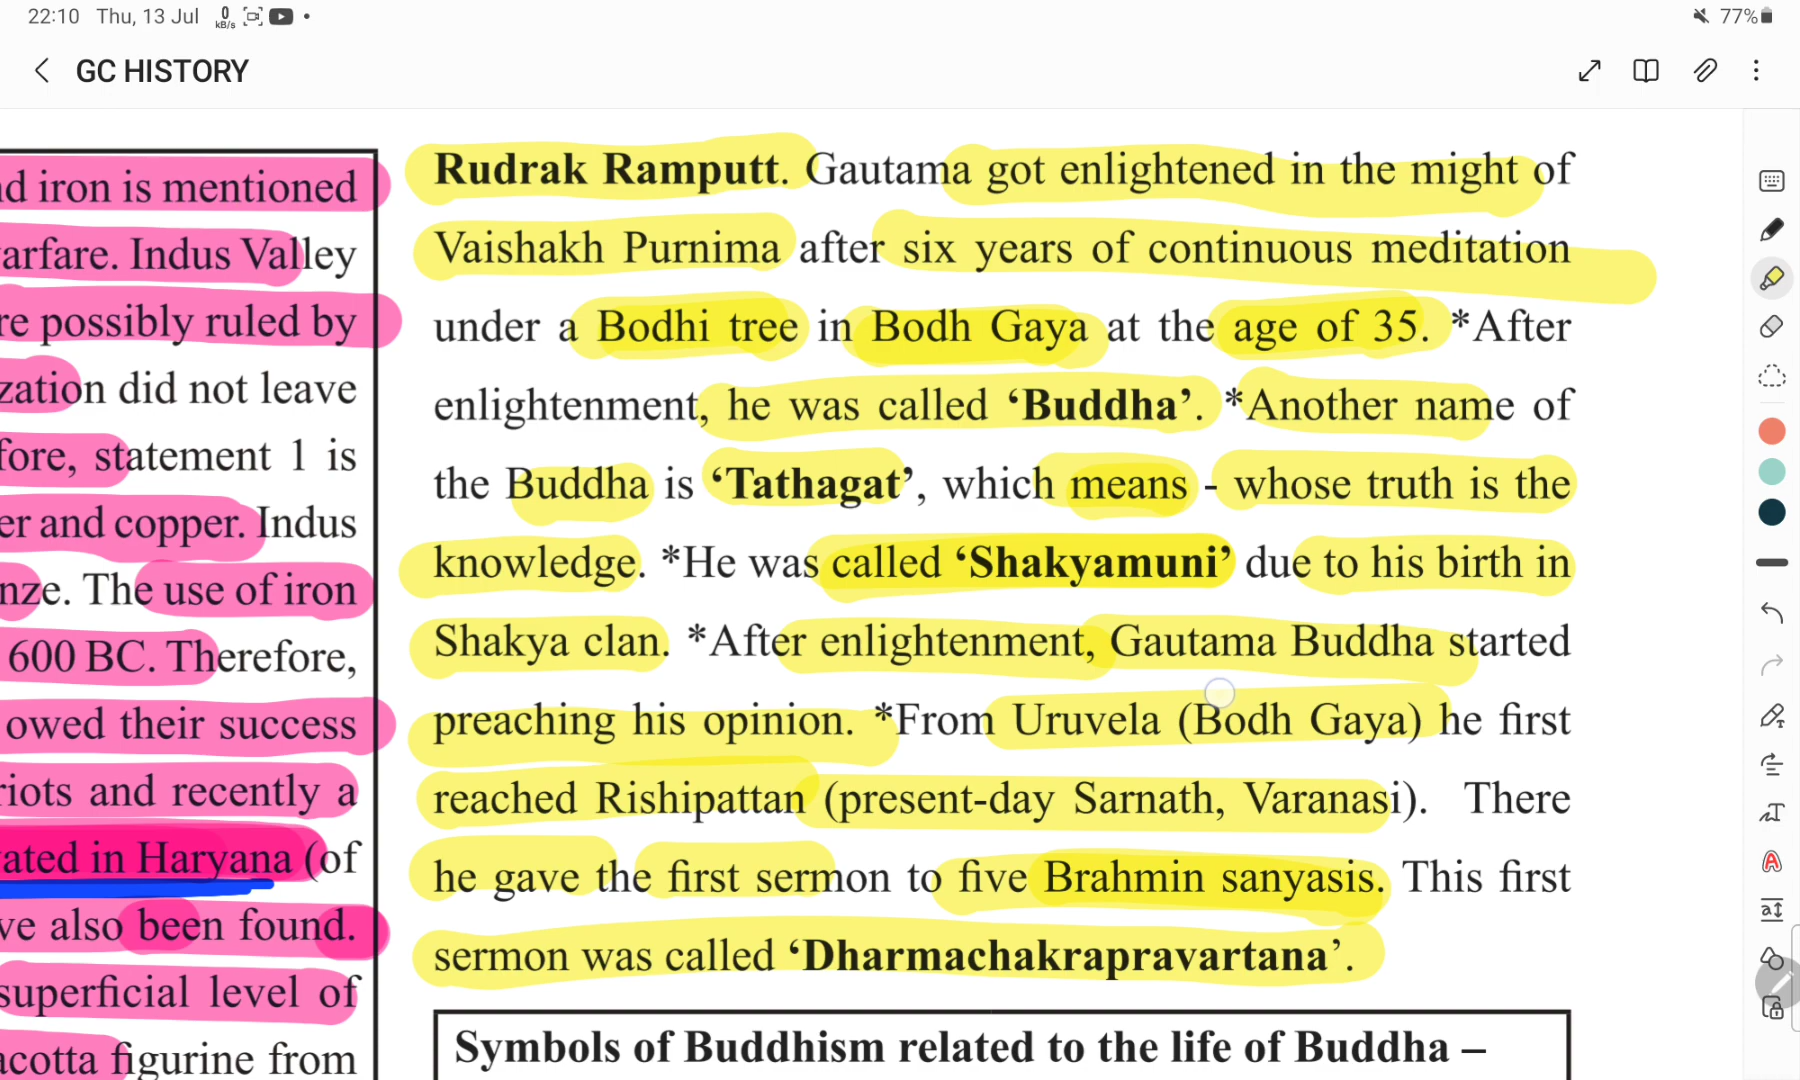 22:10 Thu, 13 Jul 0 kB/s 77%
GC HISTORY
nd iron is mentioned
arfare. Indus Valley
re possibly ruled by
zation did not leave
fore, statement 1 is
er and copper. Indus
nze. The use of iron
600 BC. Therefore,
owed their success
riots and recently a
vated in Haryana (of
ve also been found.
superficial level of
acotta figurine from
Rudrak Ramputt. Gautama got enlightened in the might of
Vaishakh Purnima after six years of continuous meditation
under a Bodhi tree in Bodh Gaya at the age of 35. *After
enlightenment, he was called ‘Buddha’. *Another name of
the Buddha is ‘Tathagat’, which means - whose truth is the
knowledge. *He was called ‘Shakyamuni’ due to his birth in
Shakya clan. *After enlightenment, Gautama Buddha started
preaching his opinion. *From Uruvela (Bodh Gaya) he first
reached Rishipattan (present-day Sarnath, Varanasi). There
he gave the first sermon to five Brahmin sanyasis. This first
sermon was called ‘Dharmachakrapravartana’.
Symbols of Buddhism related to the life of Buddha –